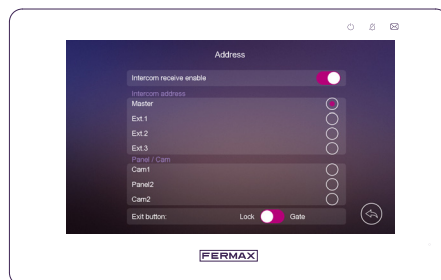 Address
Intercom receive enable
Intercom address
Master
Ext.1
Ext.2
Ext.3
Panel / Cam
Cam1
Panel2
Cam2
Exit button: Lock Gate
FERMAX